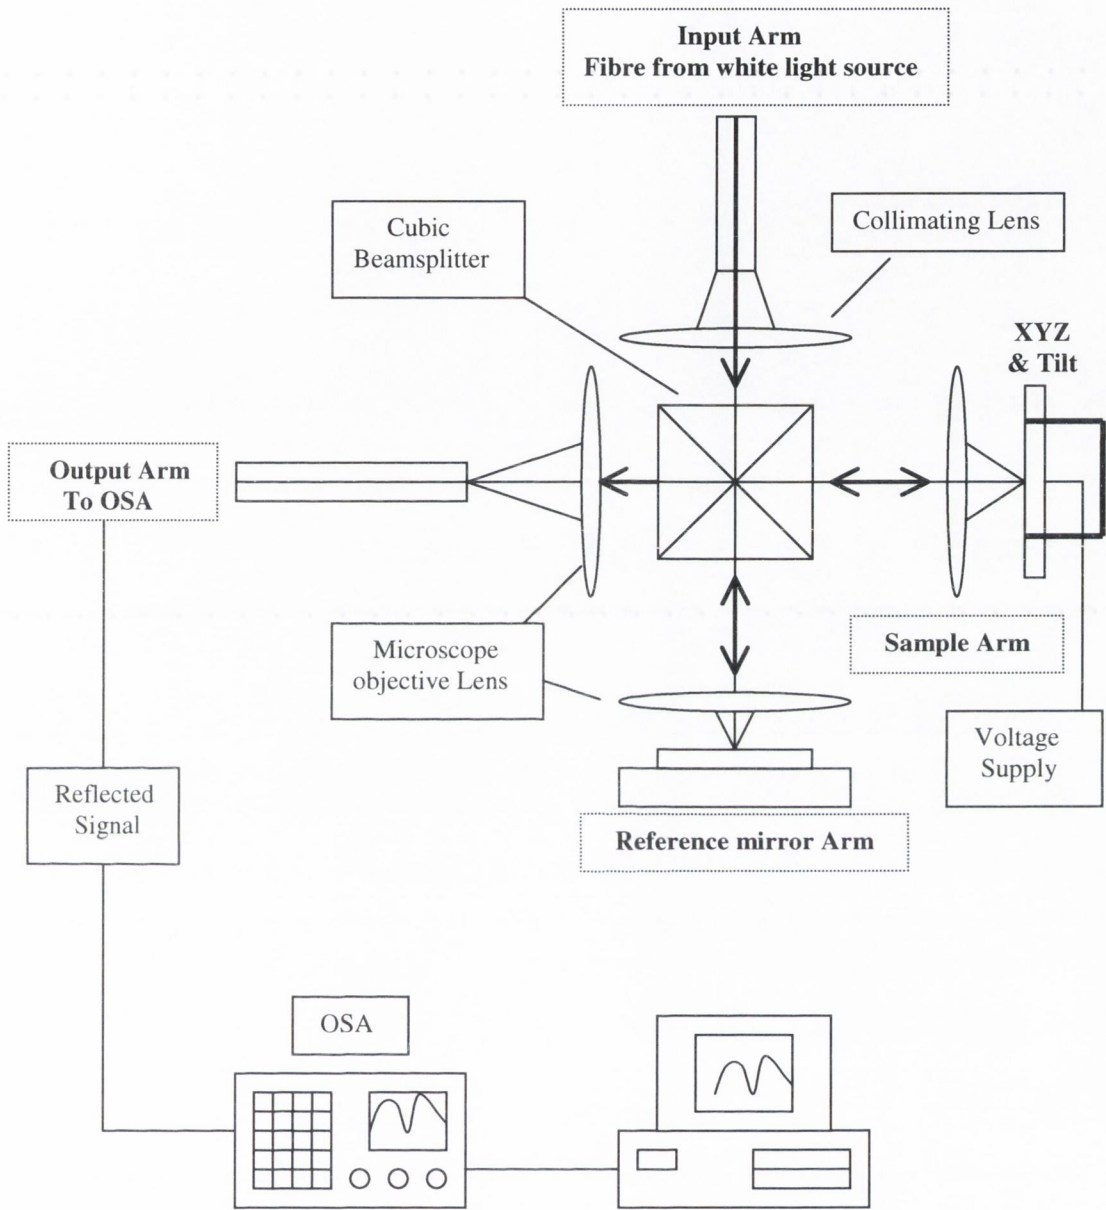 Input Arm
Fibre from white light source
Collimating Lens
Cubic
Beamsplitter
XYZ
& Tilt
Output Arm
To OSA
Sample Arm
Microscope
objective Lens
Voltage
Supply
Reflected
Signal
Reference mirror Arm
OSA